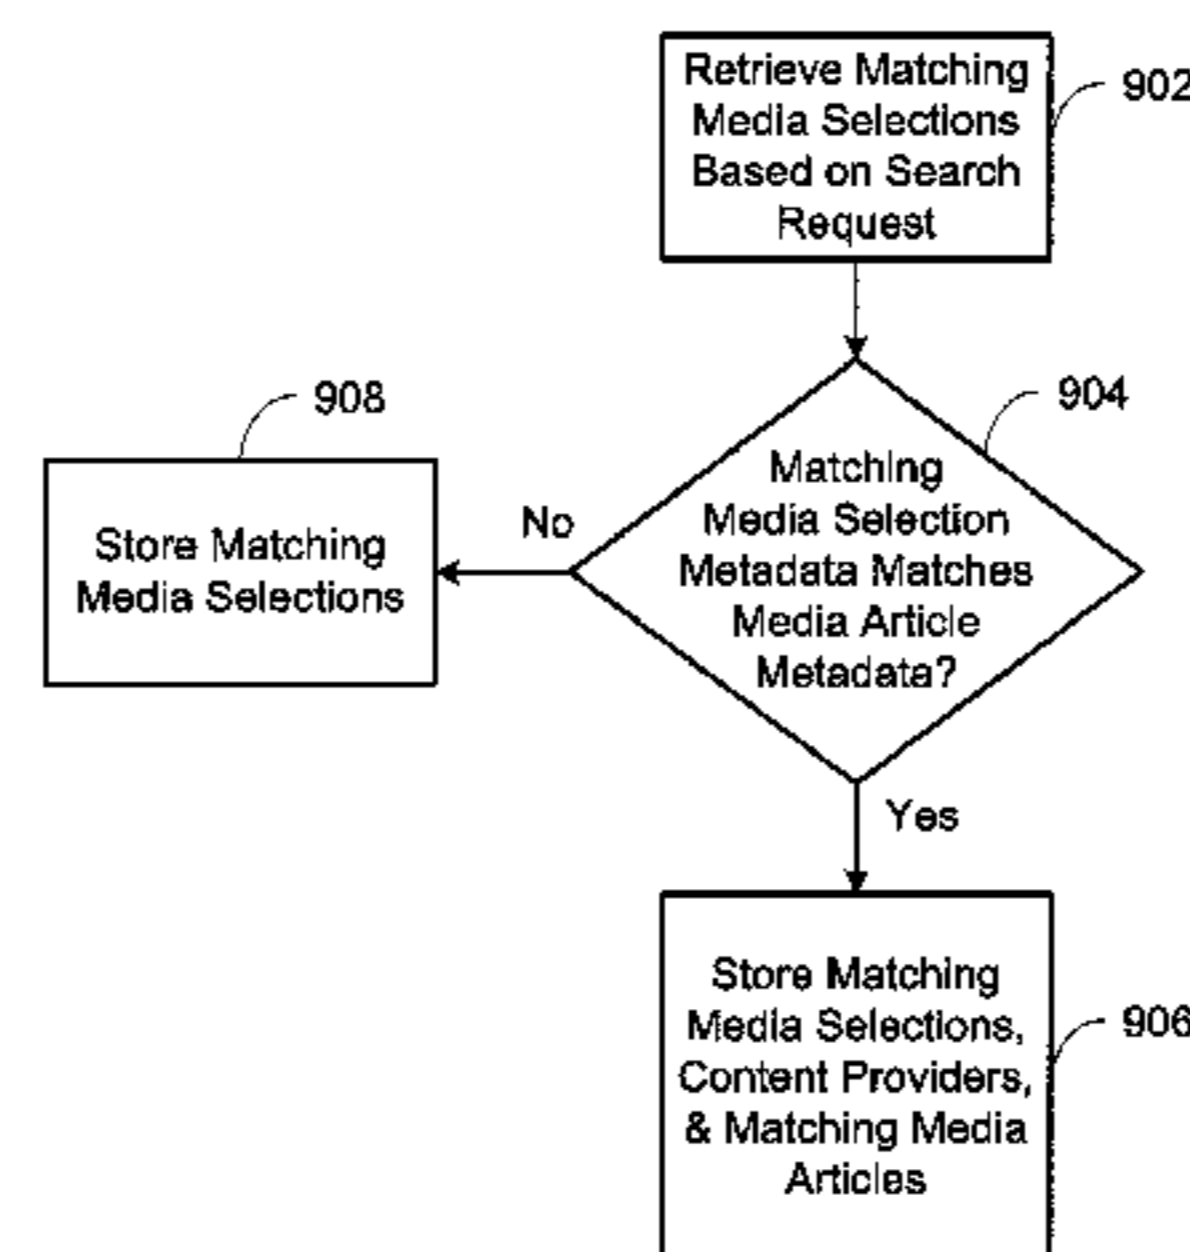 Retrieve Matching
Media Selections
Based on Search
Request
902
904
Matching
Media Selection
Metadata Matches
Media Article
Metadata?
908
Store Matching
Media Selections
No
Yes
Store Matching
Media Selections,
Content Providers,
& Matching Media
Articles
906